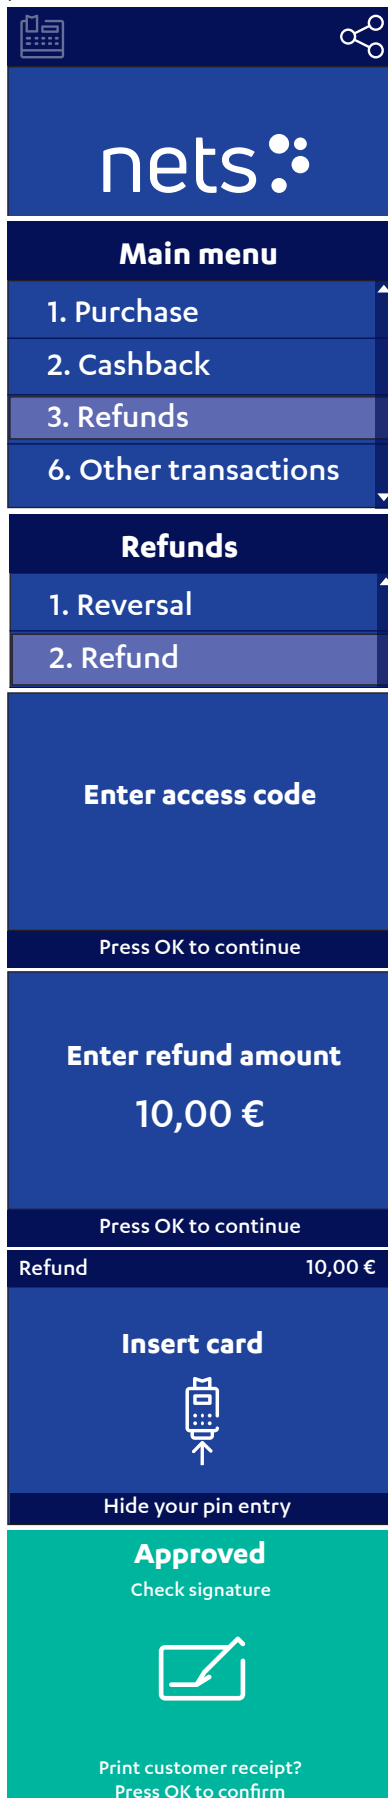 nets
Main menu
1. Purchase
2. Cashback
3. Refunds
6. Other transactions
Refunds
1. Reversal
2. Refund
Enter access code
Press OK to continue
Enter refund amount
10,00 €
Press OK to continue
Refund 10,00 €
Insert card
Hide your pin entry
Approved
Check signature
Print customer receipt?
Press OK to confirm